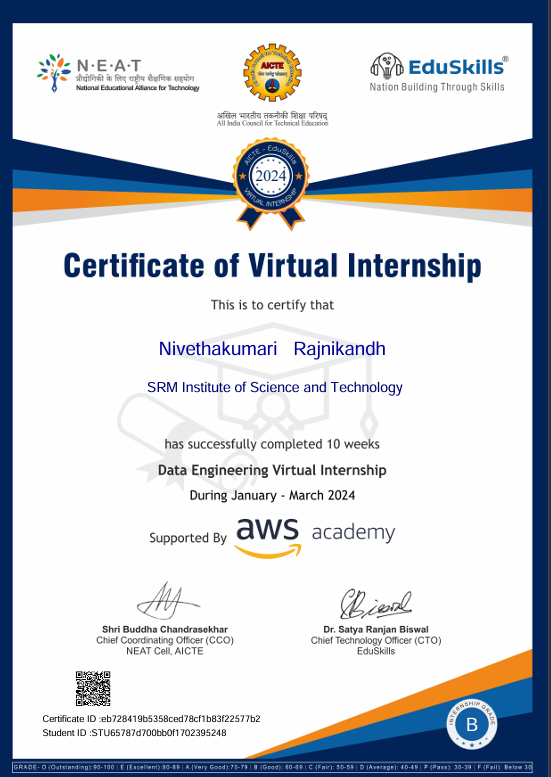 N·E·A·T
प्रौद्योगिकी के लिए राष्ट्रीय शैक्षणिक सहयोग
National Educational Alliance for Technology
AICTE
अखिल भारतीय तकनीकी शिक्षा परिषद्
All India Council for Technical Education
EduSkills®
Nation Building Through Skills
AICTE - EduSkills
2024
VIRTUAL INTERNSHIP
Certificate of Virtual Internship
This is to certify that
Nivethakumari Rajnikandh
SRM Institute of Science and Technology
has successfully completed 10 weeks
Data Engineering Virtual Internship
During January - March 2024
Supported By aws academy
Shri Buddha Chandrasekhar
Chief Coordinating Officer (CCO)
NEAT Cell, AICTE
Dr. Satya Ranjan Biswal
Chief Technology Officer (CTO)
EduSkills
Certificate ID :eb728419b5358ced78cf1b83f22577b2
Student ID :STU65787d700bb0f1702395248
INTERNSHIP GRADE
B
GRADE- O (Outstanding):90-100 | E (Excellent):80-89 | A (Very Good):70-79 | B (Good): 60-69 | C (Fair): 50-59 | D (Average): 40-49 | P (Pass): 30-39 | F (Fail): Below 30